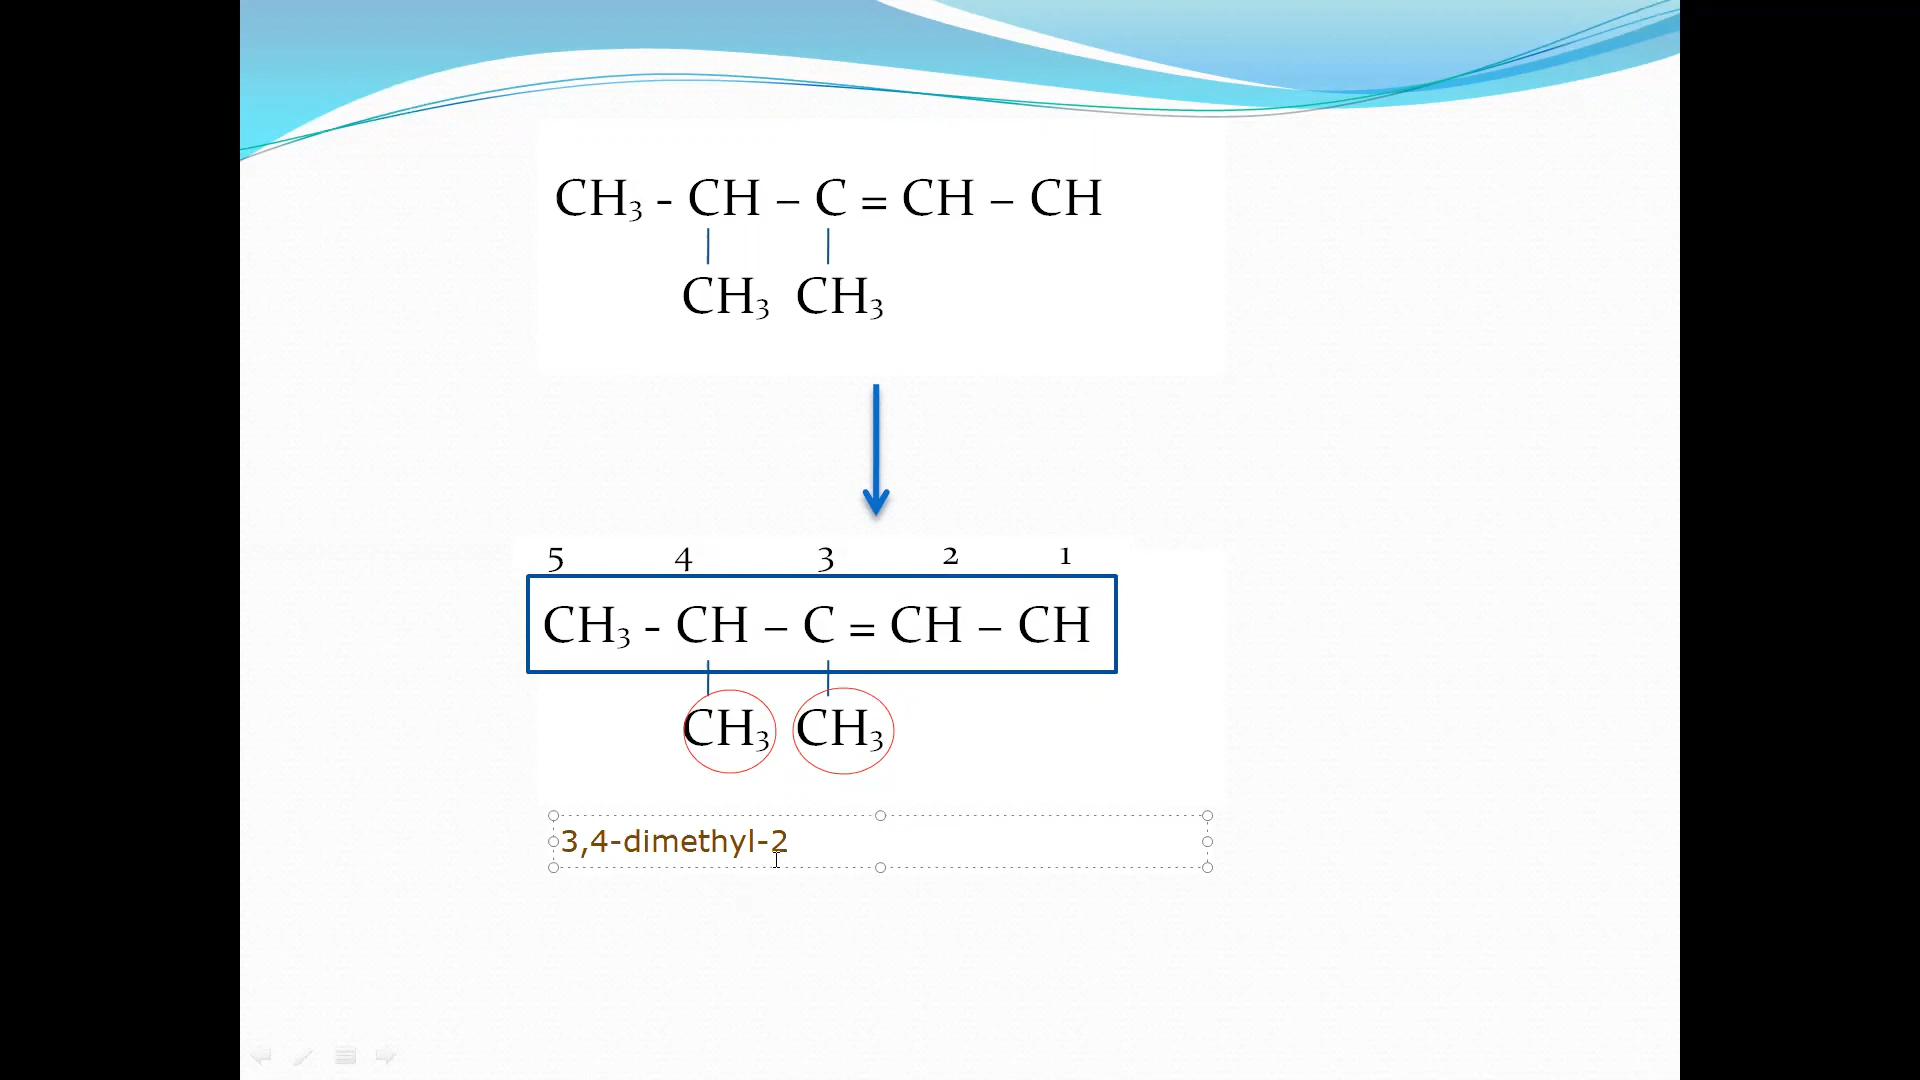 CH₃ - CH – C = CH – CH
CH₃ CH₃
5 4 3 2 1
CH₃ - CH – C = CH – CH
CH₃ CH₃
3,4-dimethyl-2